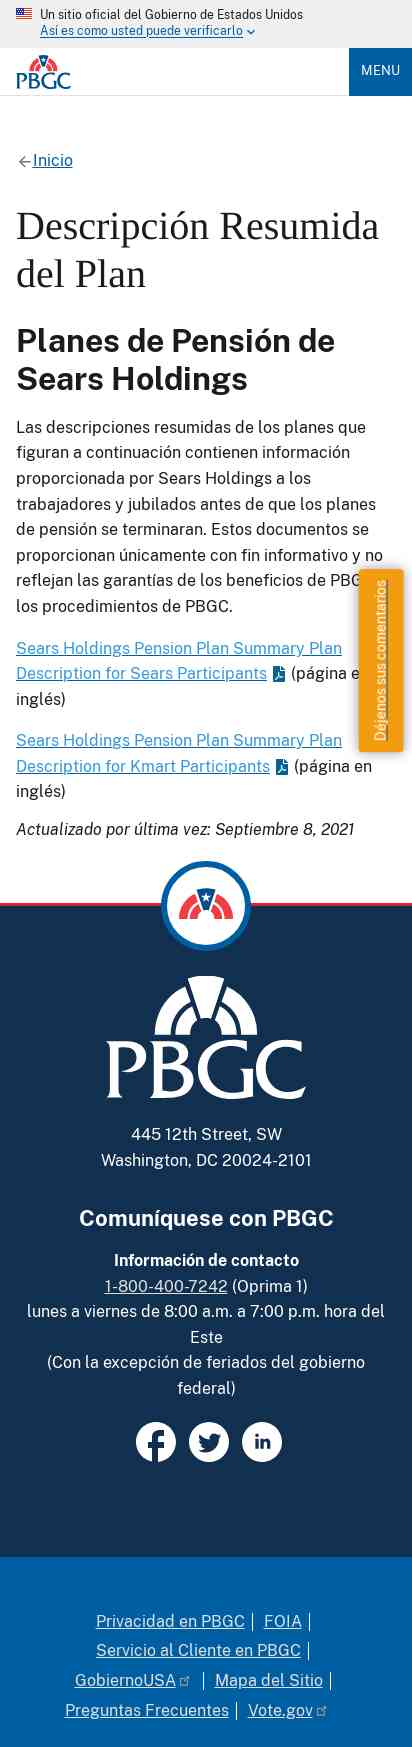 Un sitio oficial del Gobierno de Estados Unidos
Así es como usted puede verificarlo
PBGC
MENU
Inicio
Descripción Resumida
del Plan
Planes de Pensión de
Sears Holdings
Las descripciones resumidas de los planes que
figuran a continuación contienen información
proporcionada por Sears Holdings a los
trabajadores y jubilados antes de que los planes
de pensión se terminaran. Estos documentos se
proporcionan únicamente con fin informativo y no
reflejan las garantías de los beneficios de
los procedimientos de PBGC.
Déjenos sus comentarios
Sears Holdings Pension Plan Summary Plan
Description for Sears Participants (página
inglés)
Sears Holdings Pension Plan Summary Plan
Description for Kmart Participants (página en
inglés)
Actualizado por última vez: Septiembre 8, 2021
PBGC
445 12th Street, SW
Washington, DC 20024-2101
Comuníquese con PBGC
Información de contacto
1-800-400-7242 (Oprima 1)
lunes a viernes de 8:00 a.m. a 7:00 p.m. hora del
Este
(Con la excepción de feriados del gobierno
federal)
Privacidad en PBGC | FOIA |
Servicio al Cliente en PBGC |
GobiernoUSA | Mapa del Sitio |
Preguntas Frecuentes | Vote.gov